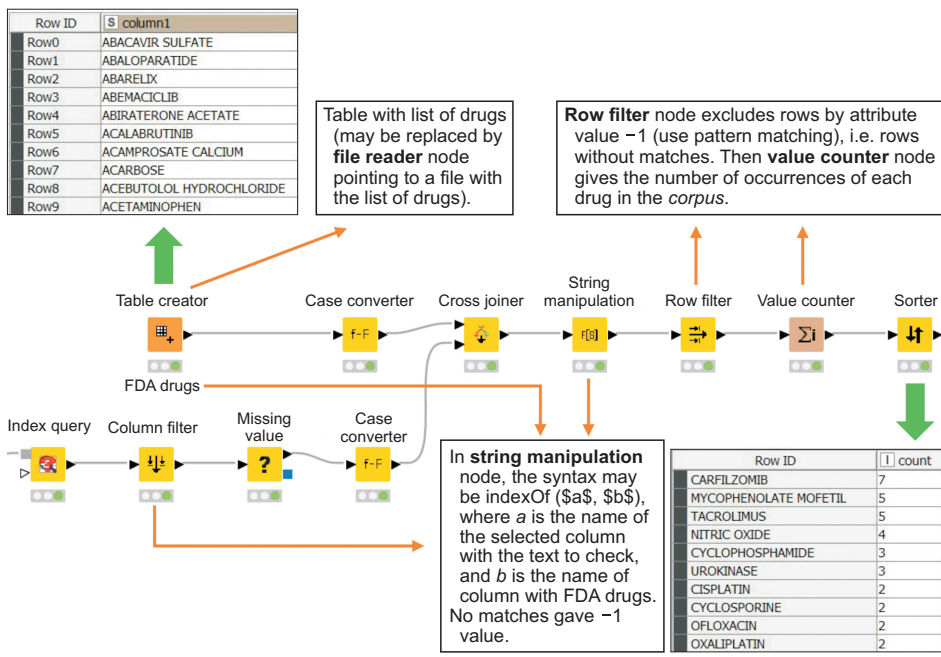 Row ID S column1
Row0 ABACAVIR SULFATE
Row1 ABALOPARATIDE
Row2 ABARELIX
Row3 ABEMACICLIB
Row4 ABIRATERONE ACETATE
Row5 ACALABRUTINIB
Row6 ACAMPROSATE CALCIUM
Row7 ACARBOSE
Row8 ACEBUTOLOL HYDROCHLORIDE
Row9 ACETAMINOPHEN
Table with list of drugs
(may be replaced by
file reader node
pointing to a file with
the list of drugs).
Row filter node excludes rows by attribute
value −1 (use pattern matching), i.e. rows
without matches. Then value counter node
gives the number of occurrences of each
drug in the corpus.
Table creator
Case converter
Cross joiner
String
manipulation
Row filter
Value counter
Sorter
f-F
F[S]
Σi
FDA drugs
Index query
Column filter
Missing
value
Case
converter
?
?
f-F
In string manipulation
node, the syntax may
be indexOf ($a$, $b$),
where a is the name of
the selected column
with the text to check,
and b is the name of
column with FDA drugs.
No matches gave −1
value.
Row ID I count
CARFILZOMIB 7
MYCOPHENOLATE MOFETIL 5
TACROLIMUS 5
NITRIC OXIDE 4
CYCLOPHOSPHAMIDE 3
UROKINASE 3
CISPLATIN 2
CYCLOSPORINE 2
OFLOXACIN 2
OXALIPLATIN 2